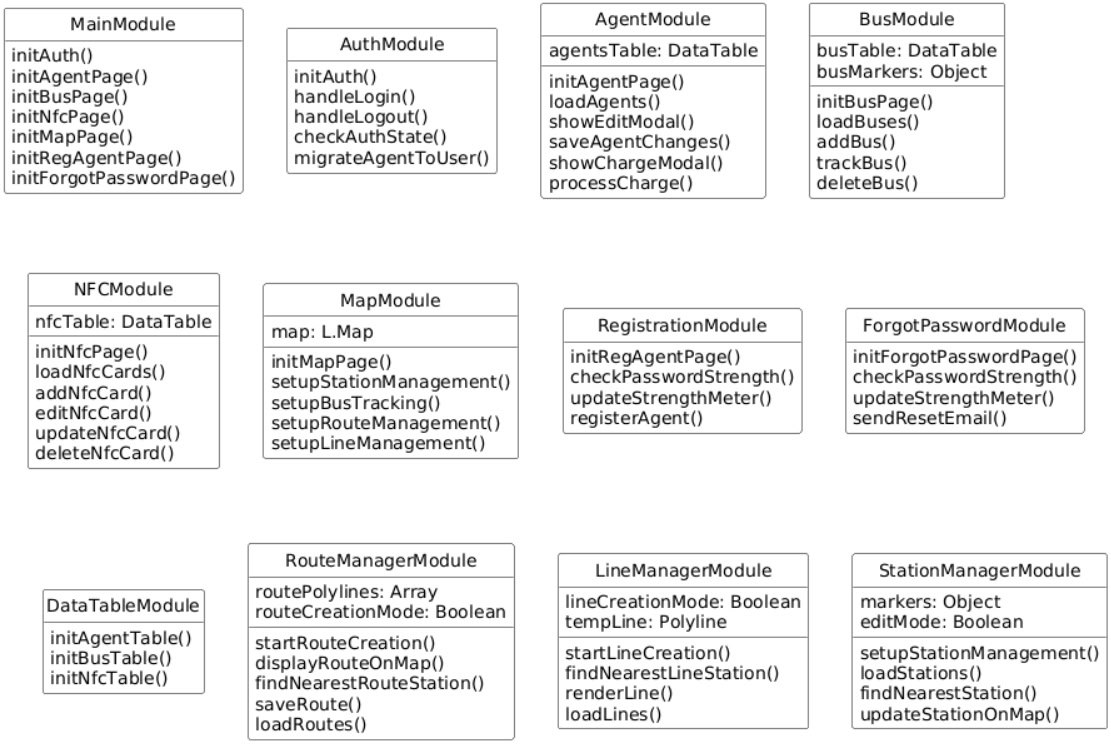 MainModule
initAuth()
initAgentPage()
initBusPage()
initNfcPage()
initMapPage()
initRegAgentPage()
initForgotPasswordPage()
AuthModule
initAuth()
handleLogin()
handleLogout()
checkAuthState()
migrateAgentToUser()
AgentModule
agentsTable: DataTable
initAgentPage()
loadAgents()
showEditModal()
saveAgentChanges()
showChargeModal()
processCharge()
BusModule
busTable: DataTable
busMarkers: Object
initBusPage()
loadBuses()
addBus()
trackBus()
deleteBus()
NFCModule
nfcTable: DataTable
initNfcPage()
loadNfcCards()
addNfcCard()
editNfcCard()
updateNfcCard()
deleteNfcCard()
MapModule
map: L.Map
initMapPage()
setupStationManagement()
setupBusTracking()
setupRouteManagement()
setupLineManagement()
RegistrationModule
initRegAgentPage()
checkPasswordStrength()
updateStrengthMeter()
registerAgent()
ForgotPasswordModule
initForgotPasswordPage()
checkPasswordStrength()
updateStrengthMeter()
sendResetEmail()
DataTableModule
initAgentTable()
initBusTable()
initNfcTable()
RouteManagerModule
routePolylines: Array
routeCreationMode: Boolean
startRouteCreation()
displayRouteOnMap()
findNearestRouteStation()
saveRoute()
loadRoutes()
LineManagerModule
lineCreationMode: Boolean
tempLine: Polyline
startLineCreation()
findNearestLineStation()
renderLine()
loadLines()
StationManagerModule
markers: Object
editMode: Boolean
setupStationManagement()
loadStations()
findNearestStation()
updateStationOnMap()